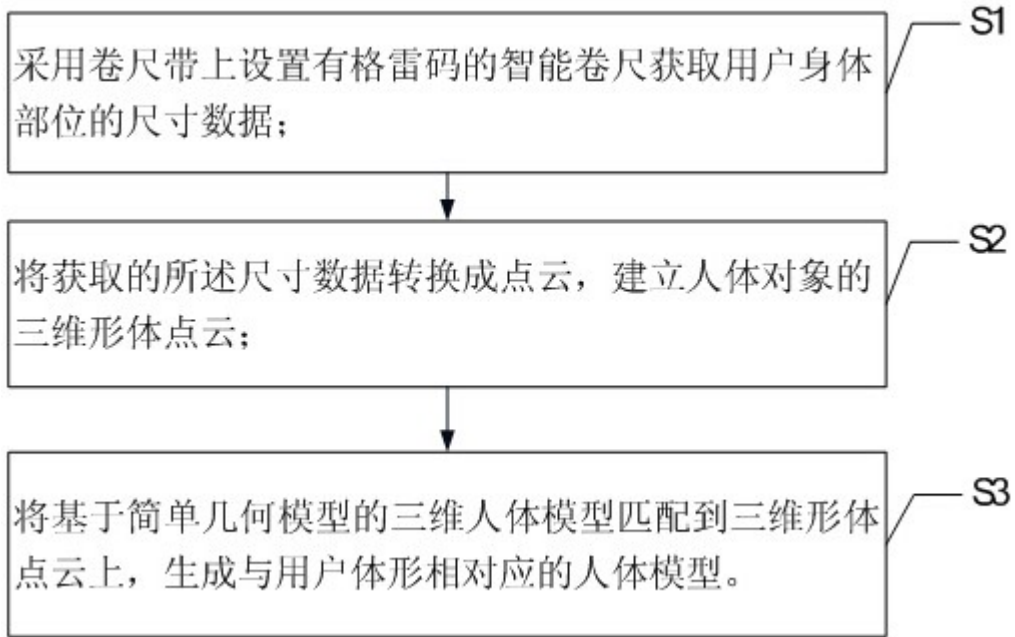 S1
采用卷尺带上设置有格雷码的智能卷尺获取用户身体
部位的尺寸数据；
S2
将获取的所述尺寸数据转换成点云，建立人体对象的
三维形体点云；
S3
将基于简单几何模型的三维人体模型匹配到三维形体
点云上，生成与用户体形相对应的人体模型。